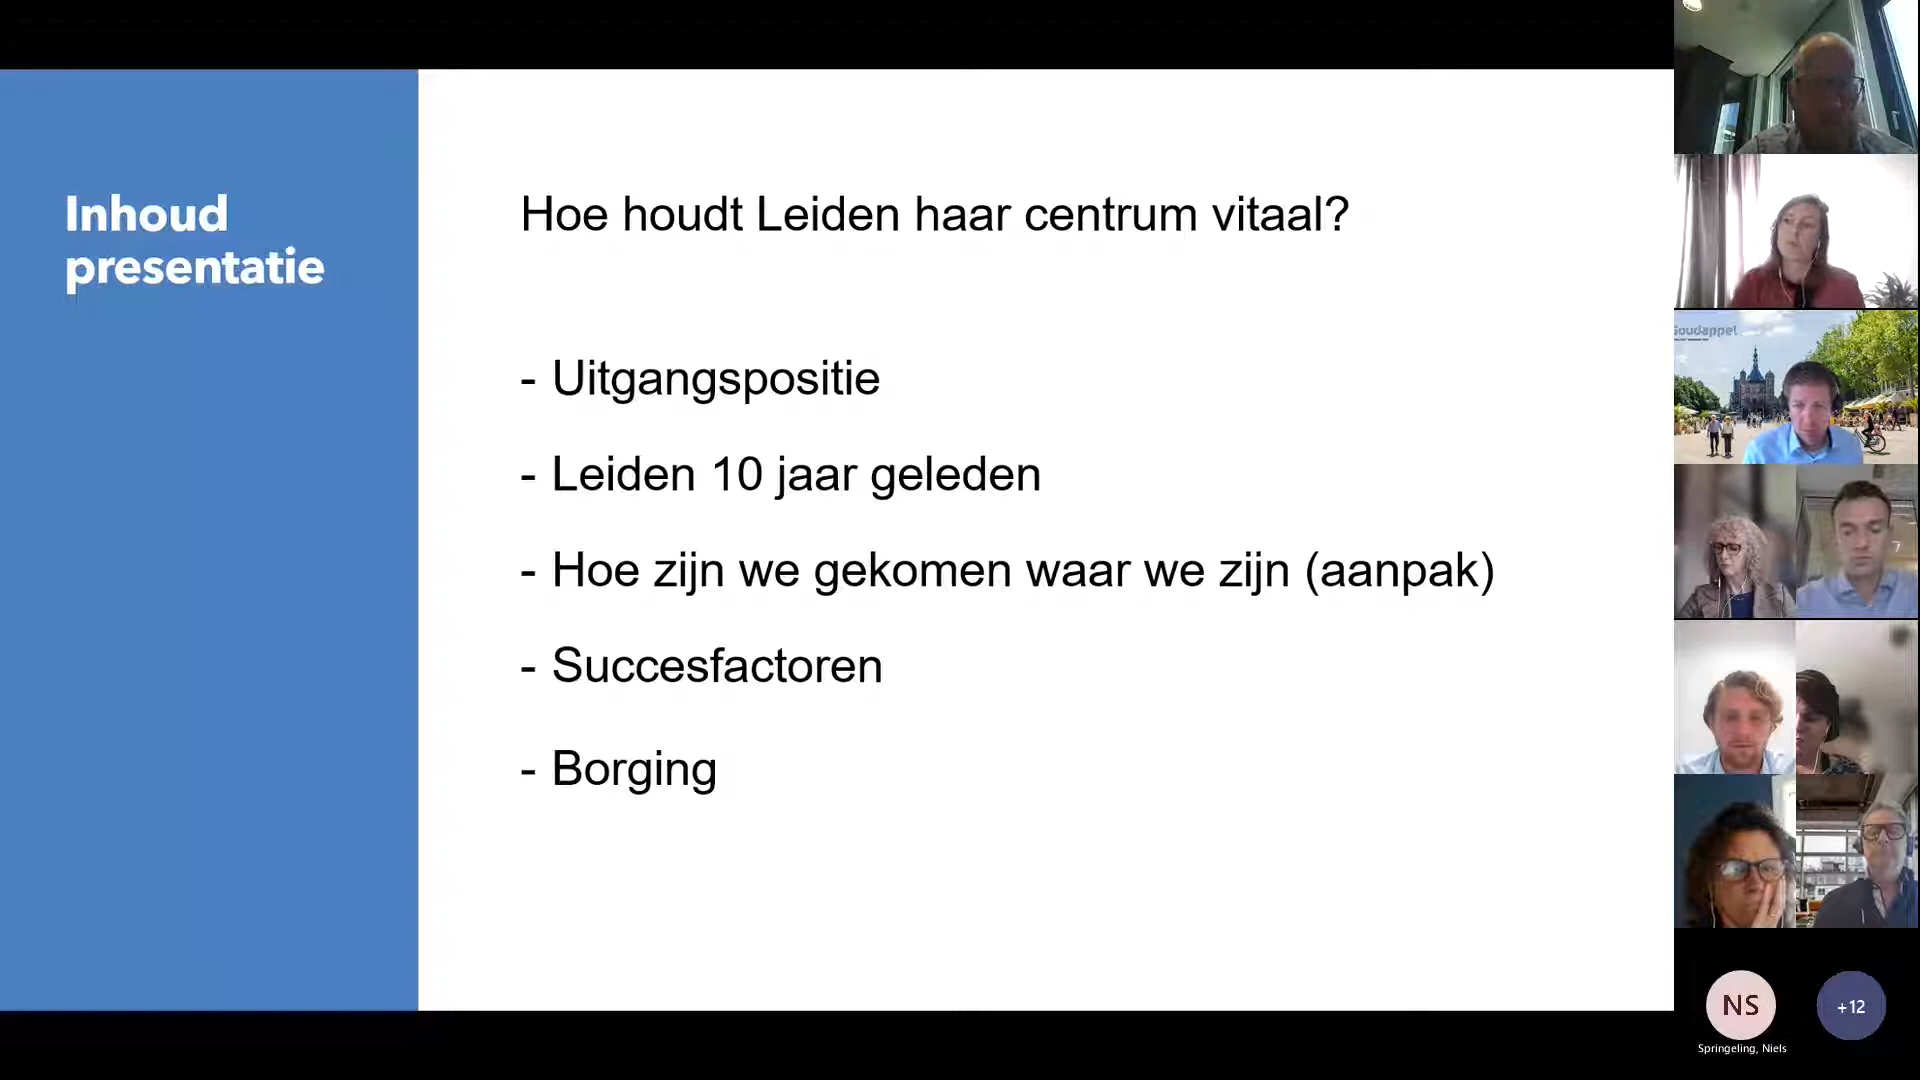 Inhoud
presentatie
Hoe houdt Leiden haar centrum vitaal?
- Uitgangspositie
- Leiden 10 jaar geleden
- Hoe zijn we gekomen waar we zijn (aanpak)
- Succesfactoren
- Borging
Goudappel
NS
+12
Springeling, Niels